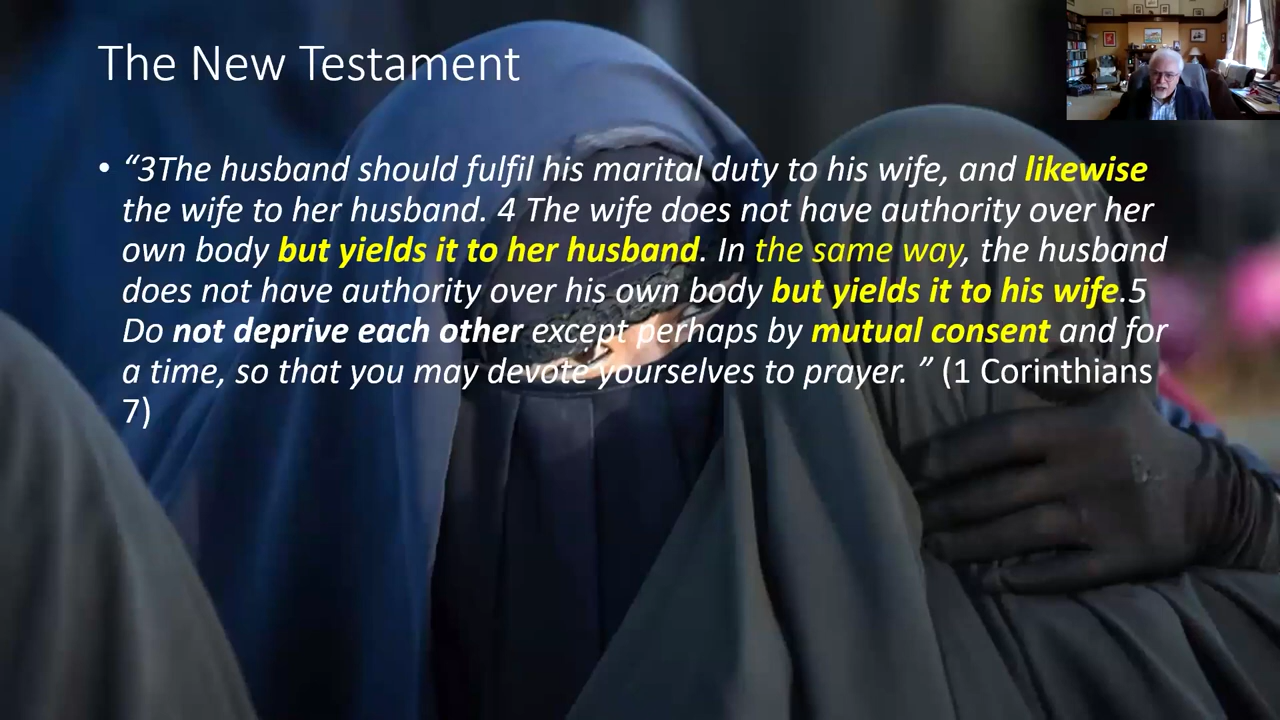 The New Testament
• “3The husband should fulfil his marital duty to his wife, and likewise
the wife to her husband. 4 The wife does not have authority over her
own body but yields it to her husband. In the same way, the husband
does not have authority over his own body but yields it to his wife.5
Do not deprive each other except perhaps by mutual consent and for
a time, so that you may devote yourselves to prayer. ” (1 Corinthians
7)